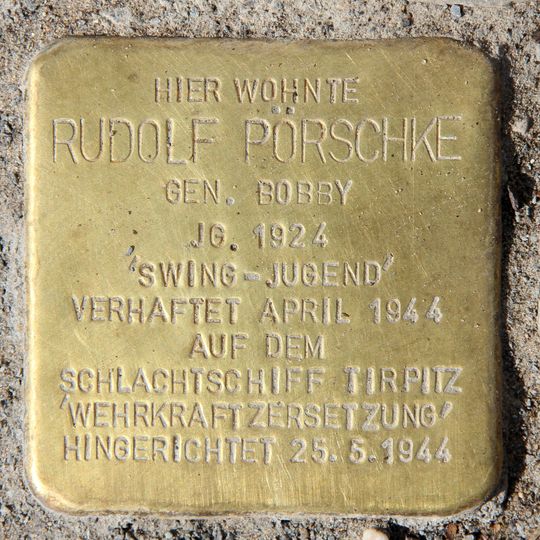 HIER WOHNTE
RUDOLF PÖRSCHKE
GEN. BOBBY
JG. 1924
'SWING-JUGEND'
VERHAFTET APRIL 1944
AUF DEM
SCHLACHTSCHIFF TIRPITZ
'WEHRKRAFTZERSETZUNG'
HINGERICHTET 25.5.1944